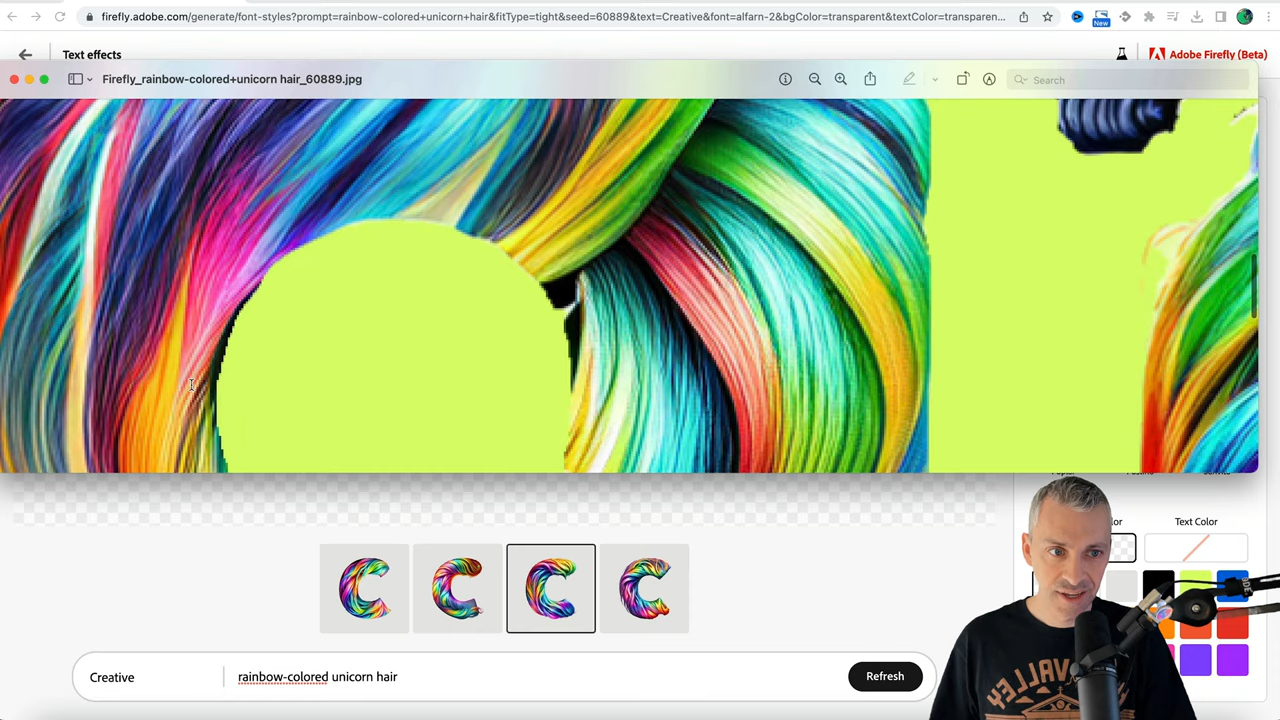 firefly.adobe.com/generate/font-styles?prompt=rainbow-colored+unicorn+hair&fitType=tight&seed=60889&text=Creative&font=alfarn-2&bgColor=transparent&textColor=transparen...
New
Text effects
Adobe Firefly (Beta)
Firefly_rainbow-colored+unicorn hair_60889.jpg
Search
Text Color
Creative
rainbow-colored unicorn hair
Refresh
VALLEY